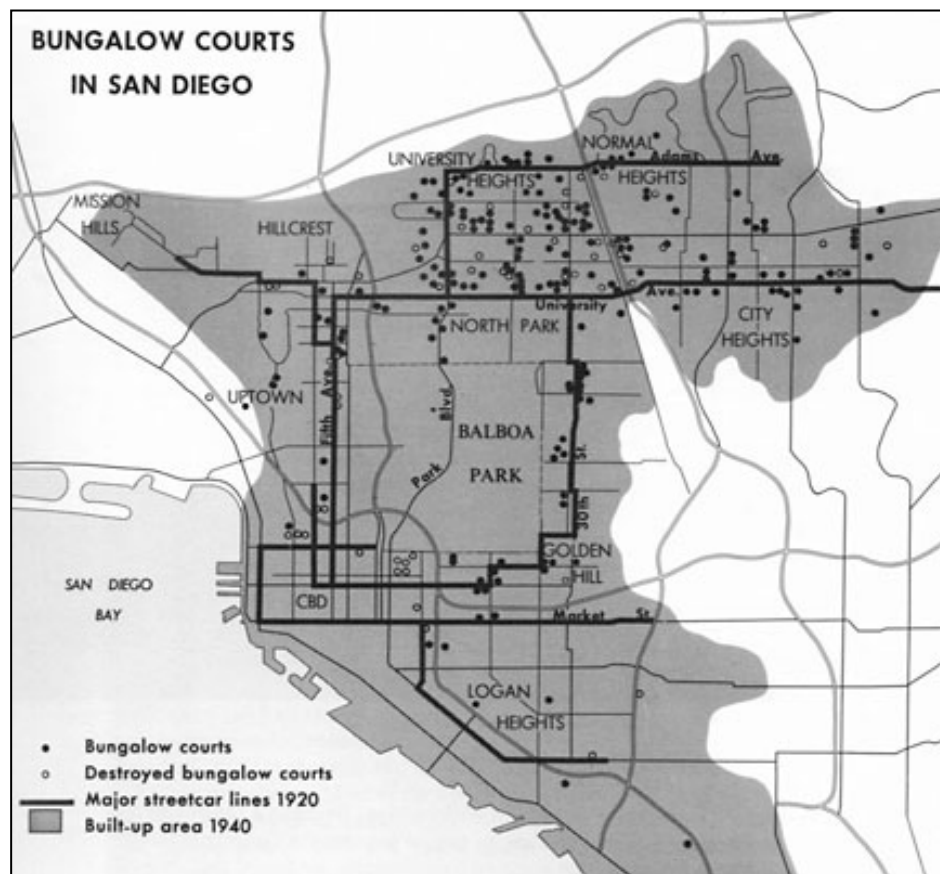 BUNGALOW COURTS
IN SAN DIEGO
NORMAL
HEIGHTS
Adams Ave.
UNIVERSITY
HEIGHTS
MISSION
HILLS
HILLCREST
University Ave.
NORTH PARK
CITY
HEIGHTS
UPTOWN
Fifth Ave.
Park Blvd
BALBOA
PARK
30th St.
GOLDEN
HILL
SAN DIEGO
BAY
CBD
Market St.
LOGAN
HEIGHTS
Bungalow courts
Destroyed bungalow courts
Major streetcar lines 1920
Built-up area 1940